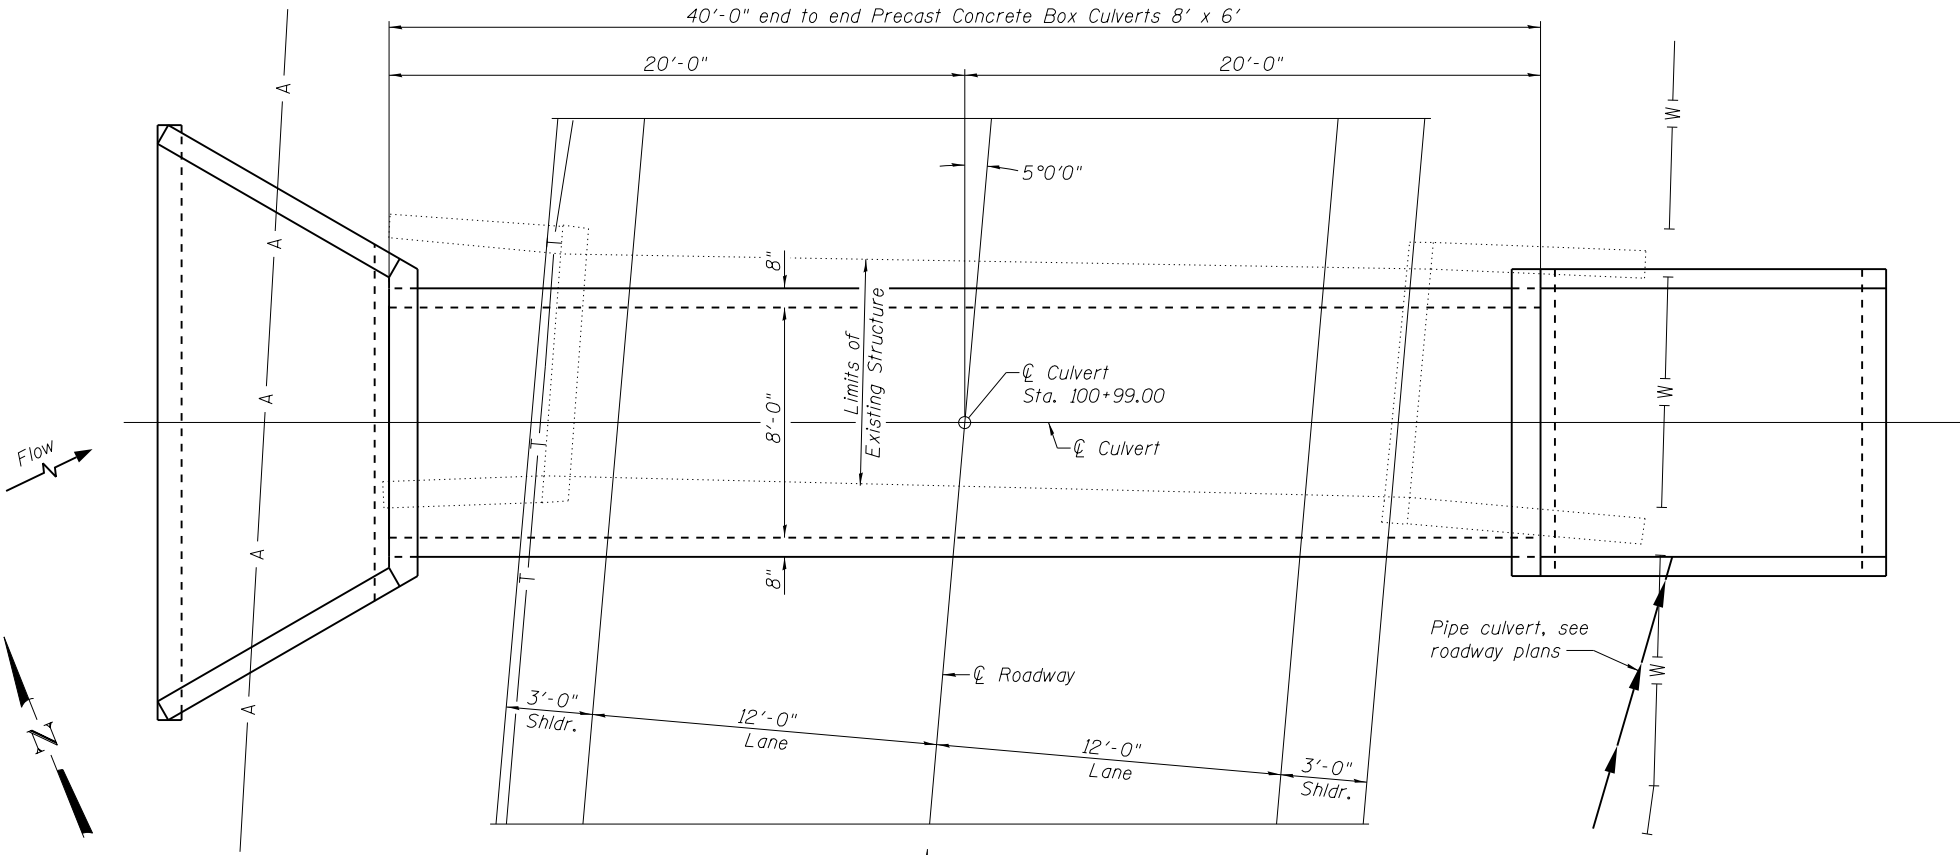 40'-0" end to end Precast Concrete Box Culverts 8' x 6'
20'-0"
20'-0"
A
W
5°0'0"
A
T
8"
Limits of
Existing Structure
℄ Culvert
Sta. 100+99.00
W
A
8'-0"
T
℄ Culvert
Flow
A
T
8"
Pipe culvert, see
roadway plans
W
℄ Roadway
A
N
3'-0"
Shldr.
12'-0"
Lane
12'-0"
Lane
3'-0"
Shldr.